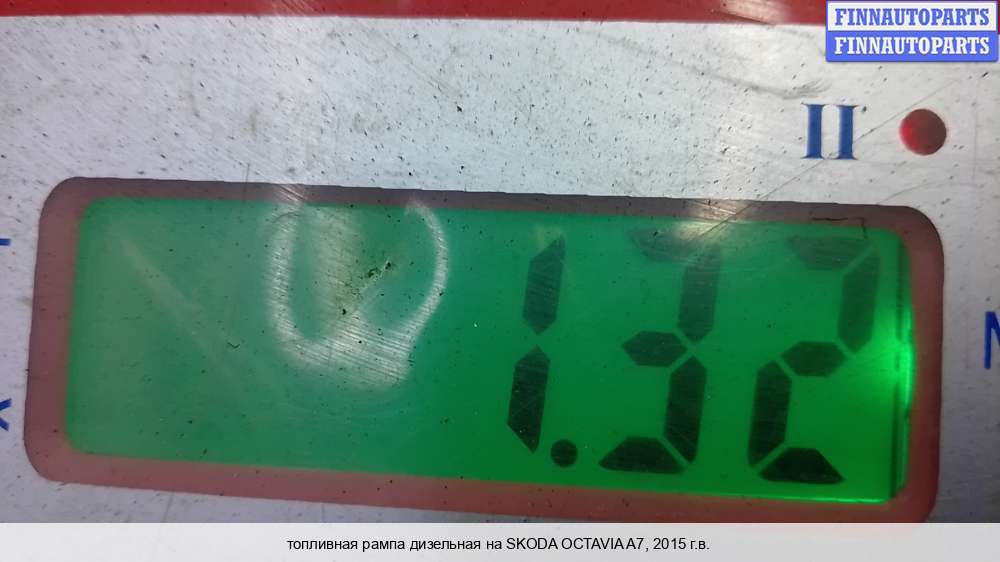 FINNAUTOPARTS
FINNAUTOPARTS
II
1.32
топливная рампа дизельная на SKODA OCTAVIA A7, 2015 г.в.